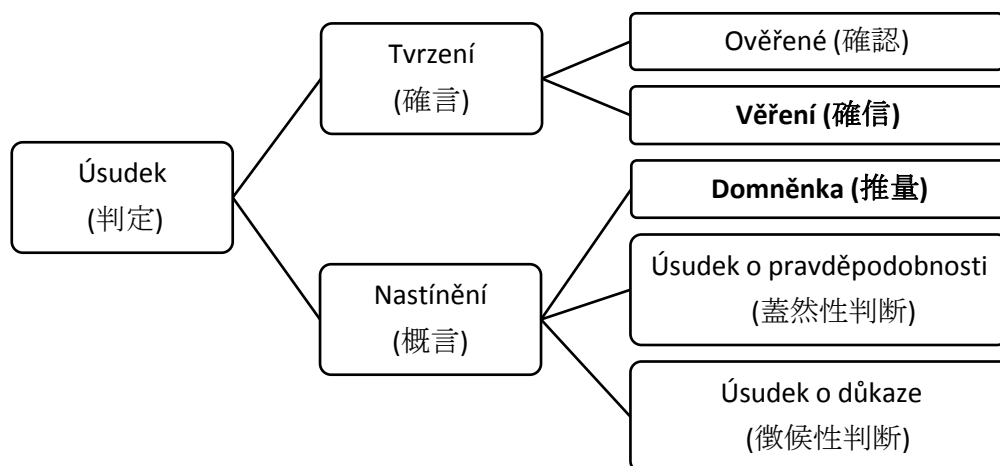 Úsudek
(判定)
Tvrzení
(確言)
Ověřené (確認)
Věření (確信)
Nastínění
(概言)
Domněnka (推量)
Úsudek o pravděpodobnosti
(蓋然性判断)
Úsudek o důkaze
(徴候性判断)